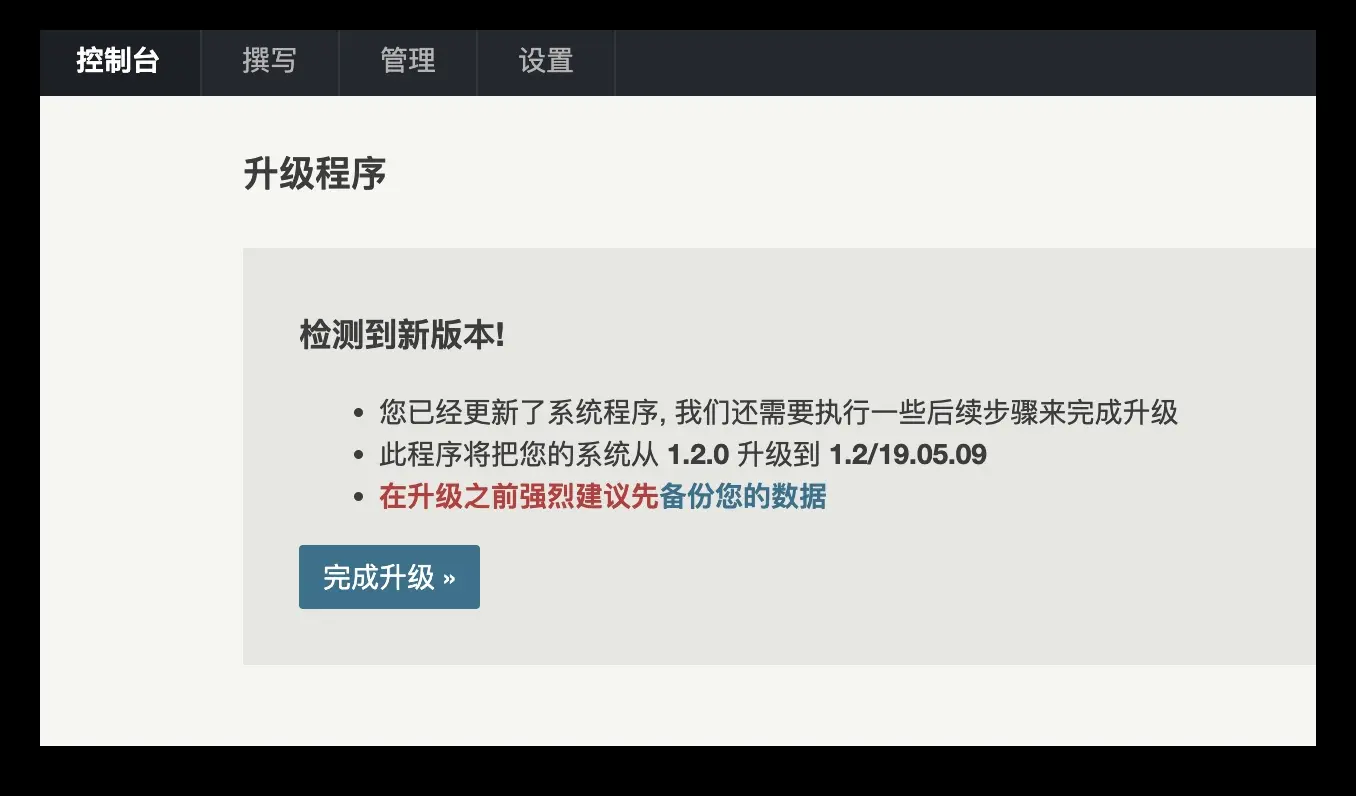 控制台 撰写 管理 设置
升级程序
检测到新版本!
您已经更新了系统程序, 我们还需要执行一些后续步骤来完成升级
此程序将把您的系统从 1.2.0 升级到 1.2/19.05.09
在升级之前强烈建议先备份您的数据
完成升级 »